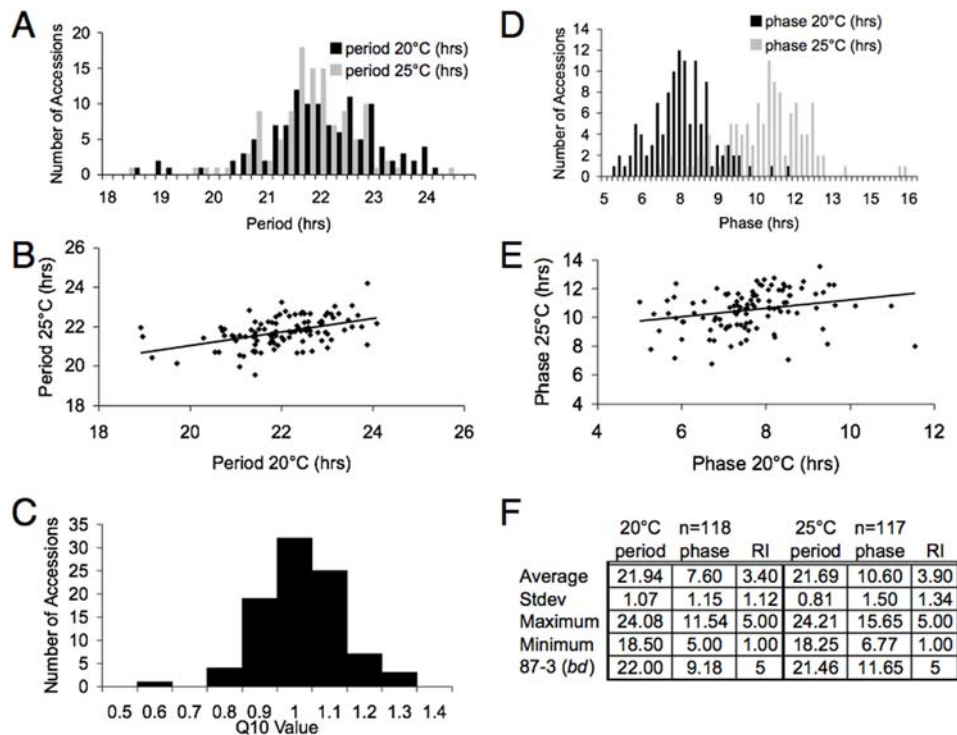 A
20
15
10
5
0
Number of Accessions
period 20°C (hrs)
period 25°C (hrs)
18 19 20 21 22 23 24
Period (hrs)
B
26
24
22
20
18
Period 25°C (hrs)
18 20 22 24 26
Period 20°C (hrs)
C
35
30
25
20
15
10
5
0
Number of Accessions
0.5 0.6 0.7 0.8 0.9 1 1.1 1.2 1.3 1.4
Q10 Value
D
14
12
10
8
6
4
2
0
Number of Accessions
phase 20°C (hrs)
phase 25°C (hrs)
5 6 8 8 9 10 12 12 14 16
Phase (hrs)
E
14
12
10
8
6
4
Phase 25°C (hrs)
4 6 8 10 12
Phase 20°C (hrs)
F
20°C n=118 25°C n=117
period phase RI period phase RI
Average 21.94 7.60 3.40 21.69 10.60 3.90
Stdev 1.07 1.15 1.12 0.81 1.50 1.34
Maximum 24.08 11.54 5.00 24.21 15.65 5.00
Minimum 18.50 5.00 1.00 18.25 6.77 1.00
87-3 (bd) 22.00 9.18 5 21.46 11.65 5